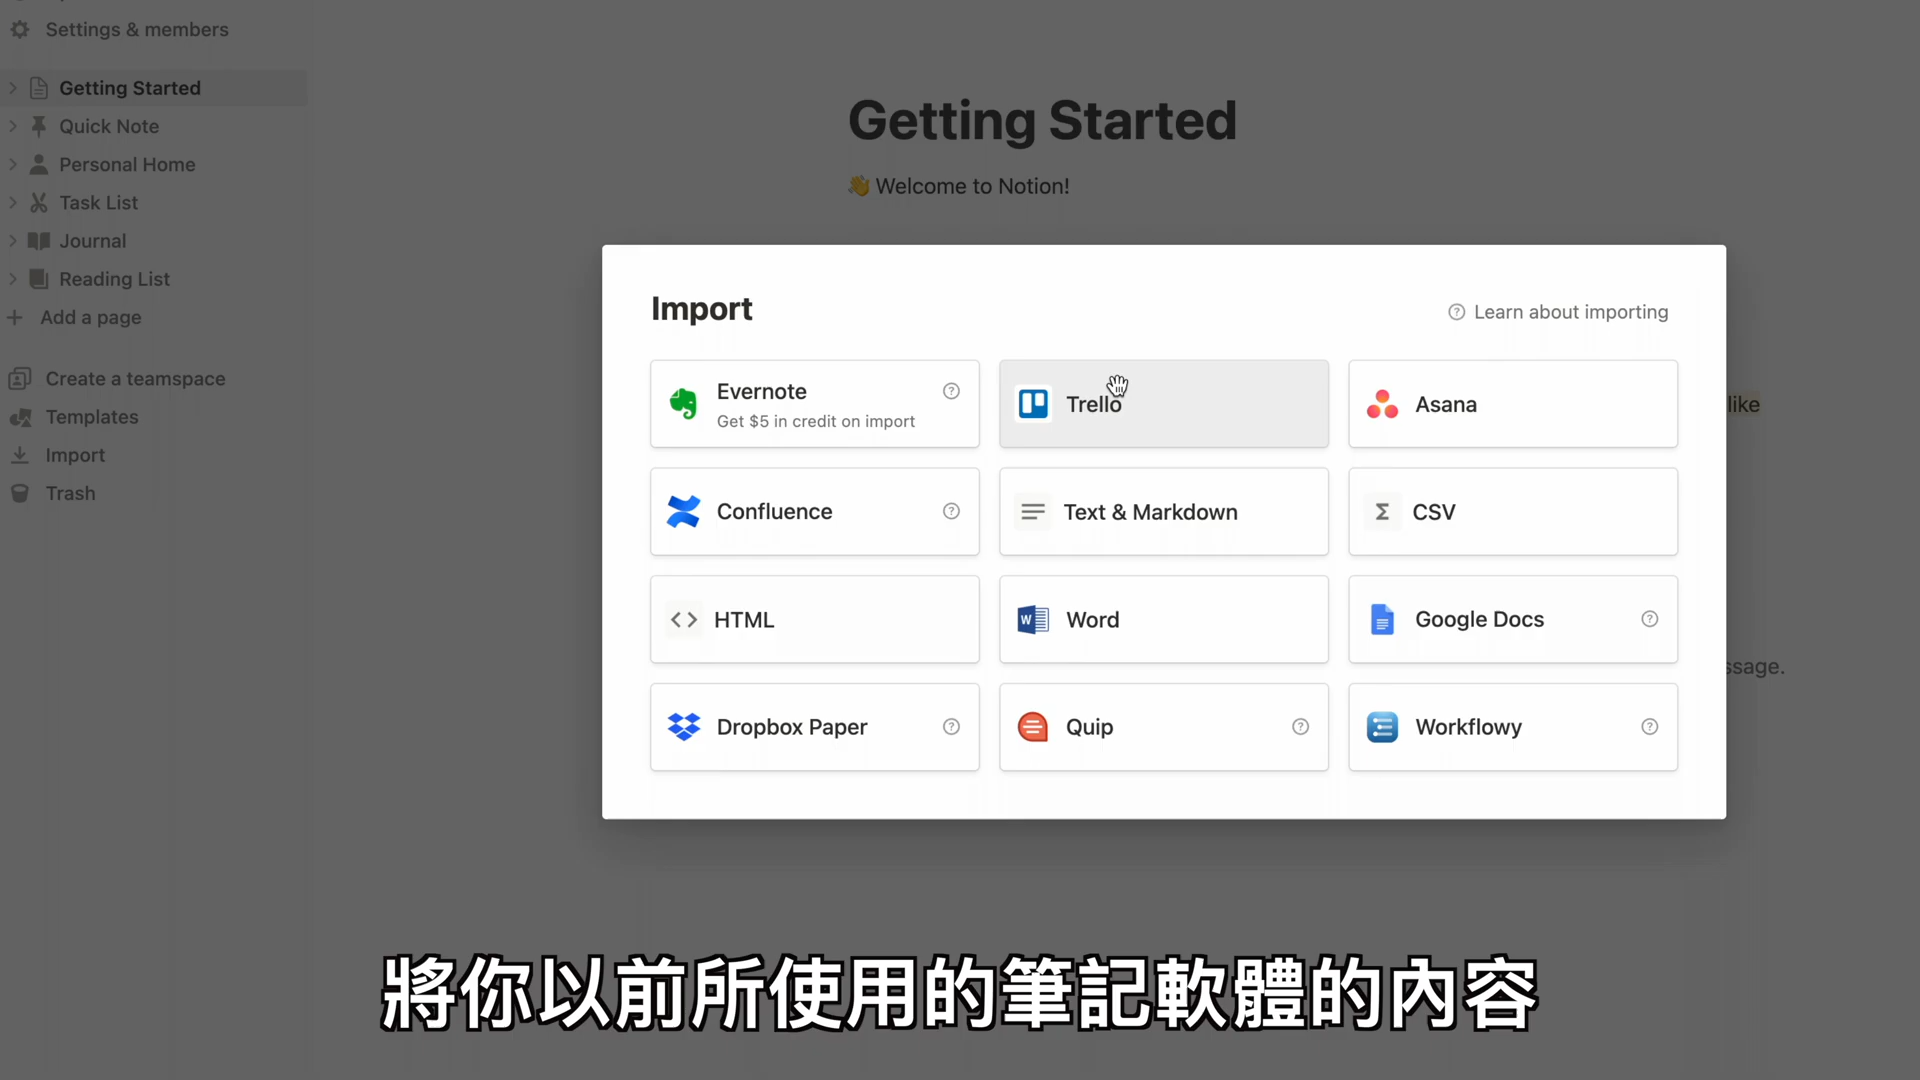 Settings & members
Getting Started
Quick Note
Personal Home
Task List
Journal
Reading List
Add a page
Create a teamspace
Templates
Import
Trash
Getting Started
👋 Welcome to Notion!
like
ssage.
Import
Learn about importing
Evernote
Get $5 in credit on import
Trello
Asana
Confluence
Text & Markdown
CSV
HTML
Word
Google Docs
Dropbox Paper
Quip
Workflowy
將你以前所使用的筆記軟體的內容